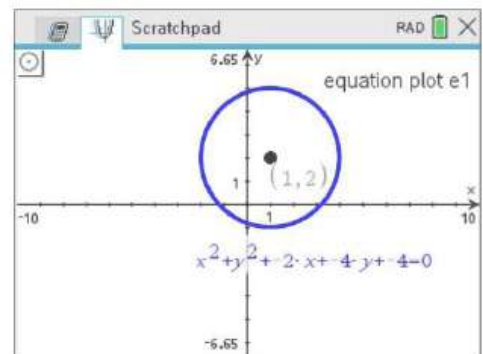 Scratchpad RAD
6.65 y
equation plot e1
(1,2)
1
x
-10 1 10
x²+y²+-2·x+-4·y+-4=0
-6.65